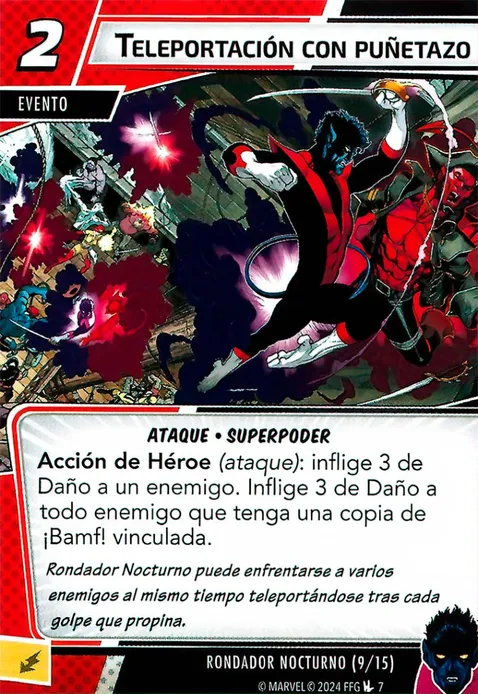 2
TELEPORTACIÓN CON PUÑETAZO
EVENTO
ATAQUE • SUPERPODER
Acción de Héroe (ataque): inflige 3 de
Daño a un enemigo. Inflige 3 de Daño a
todo enemigo que tenga una copia de
¡Bamf! vinculada.
Rondador Nocturno puede enfrentarse a varios
enemigos al mismo tiempo teleportándose tras cada
golpe que propina.
RONDADOR NOCTURNO (9/15)
© MARVEL © 2024 FFG 7